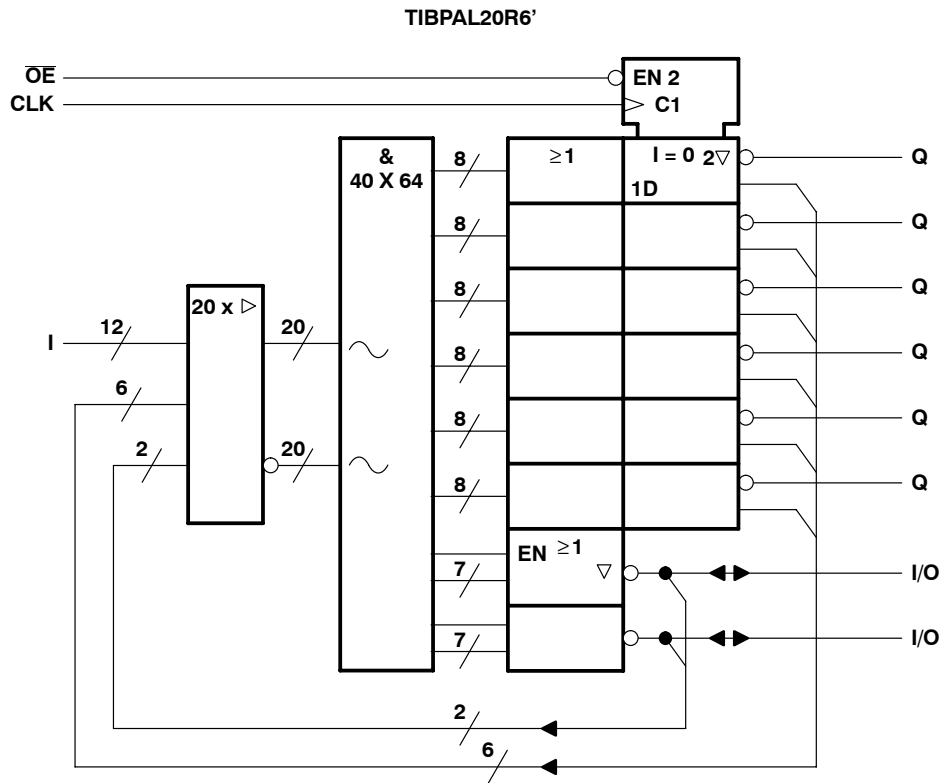 TIBPAL20R6’
OE
EN 2
CLK
C1
&
40 X 64
8
≥1
I = 0 2▽
1D
Q
8
Q
20 x ▷
8
Q
I
12
20
8
Q
6
8
Q
2
20
8
Q
EN ≥1
▽
7
I/O
7
I/O
2
6